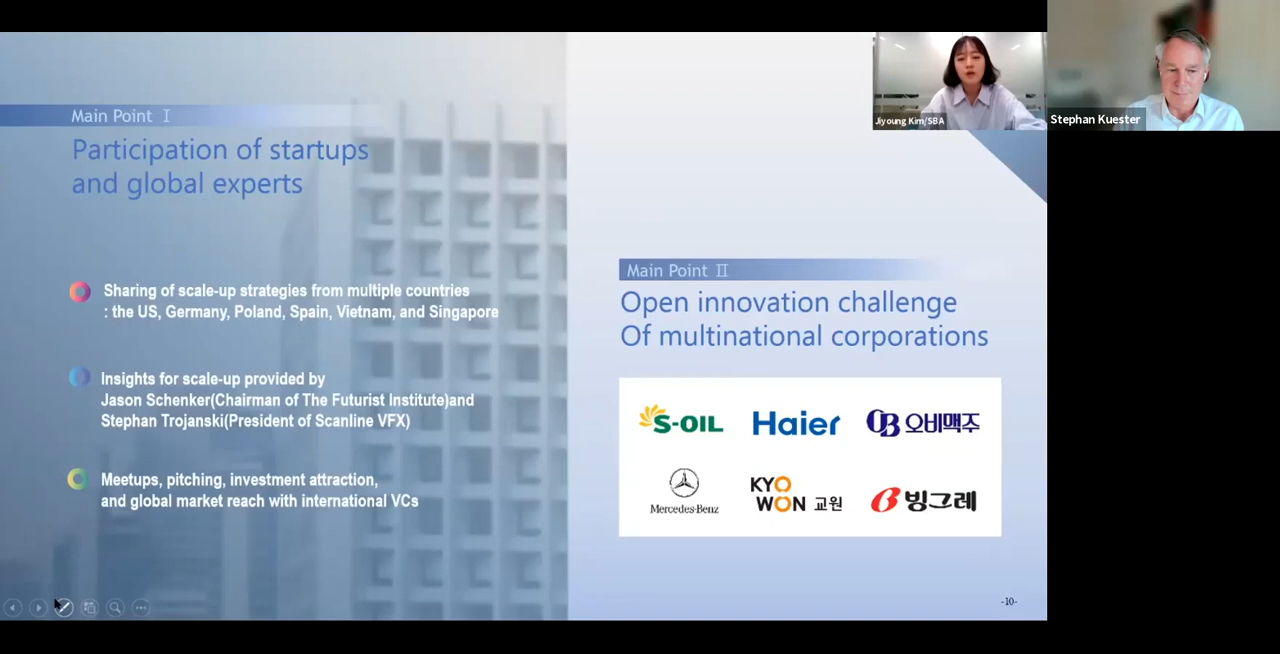 Main Point Ⅰ
Participation of startups
and global experts
Sharing of scale-up strategies from multiple countries
: the US, Germany, Poland, Spain, Vietnam, and Singapore
Insights for scale-up provided by
Jason Schenker(Chairman of The Futurist Institute)and
Stephan Trojanski(President of Scanline VFX)
Meetups, pitching, investment attraction,
and global market reach with international VCs
Main Point Ⅱ
Open innovation challenge
Of multinational corporations
S-OIL
Haier
OB 오비맥주
Mercedes-Benz
KYO
WON 교원
빙그레
-10-
Jiyoung Kim/SBA
Stephan Kuester